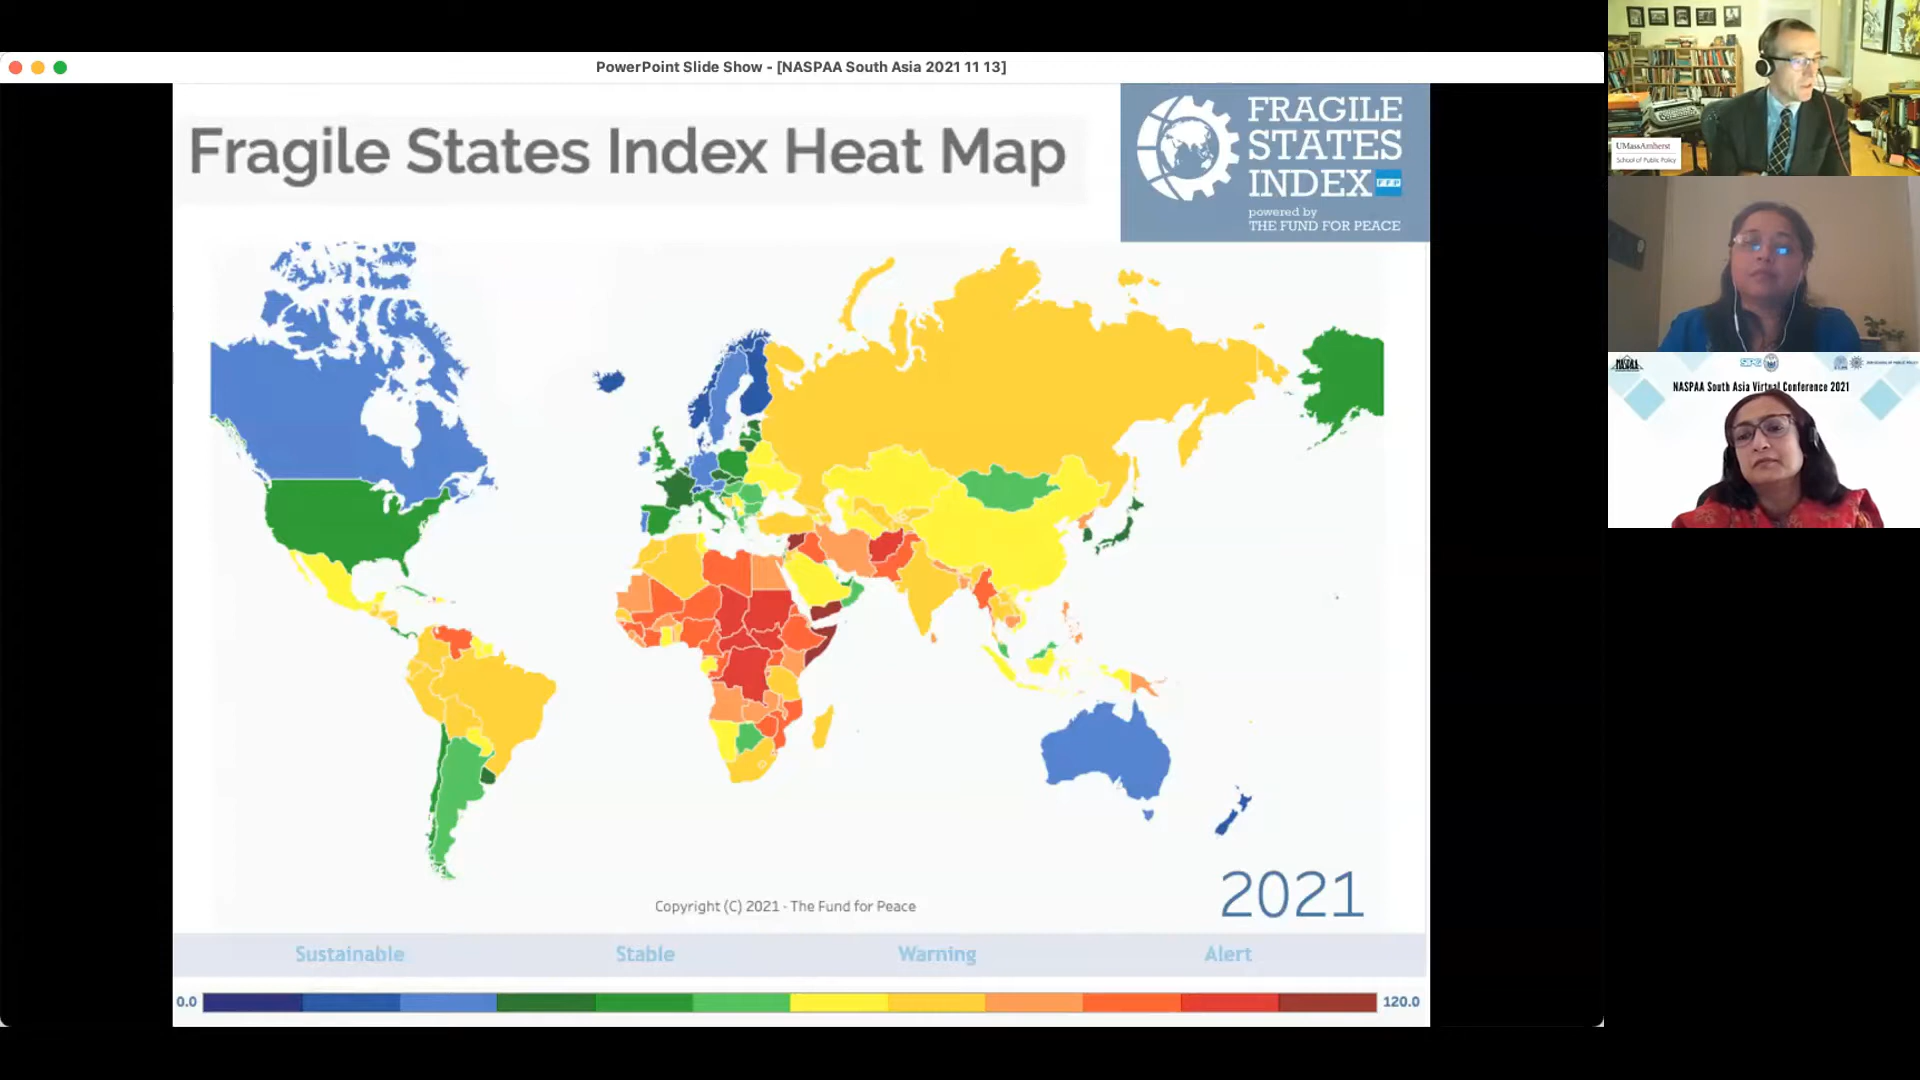 PowerPoint Slide Show - [NASPAA South Asia 2021 11 13]
Fragile States Index Heat Map
FRAGILE
STATES
INDEX FFP
powered by
THE FUND FOR PEACE
2021
Copyright (C) 2021 - The Fund for Peace
Sustainable Stable Warning Alert
0.0 120.0
UMassAmherst
School of Public Policy
NASPAA South Asia Virtual Conference 2021